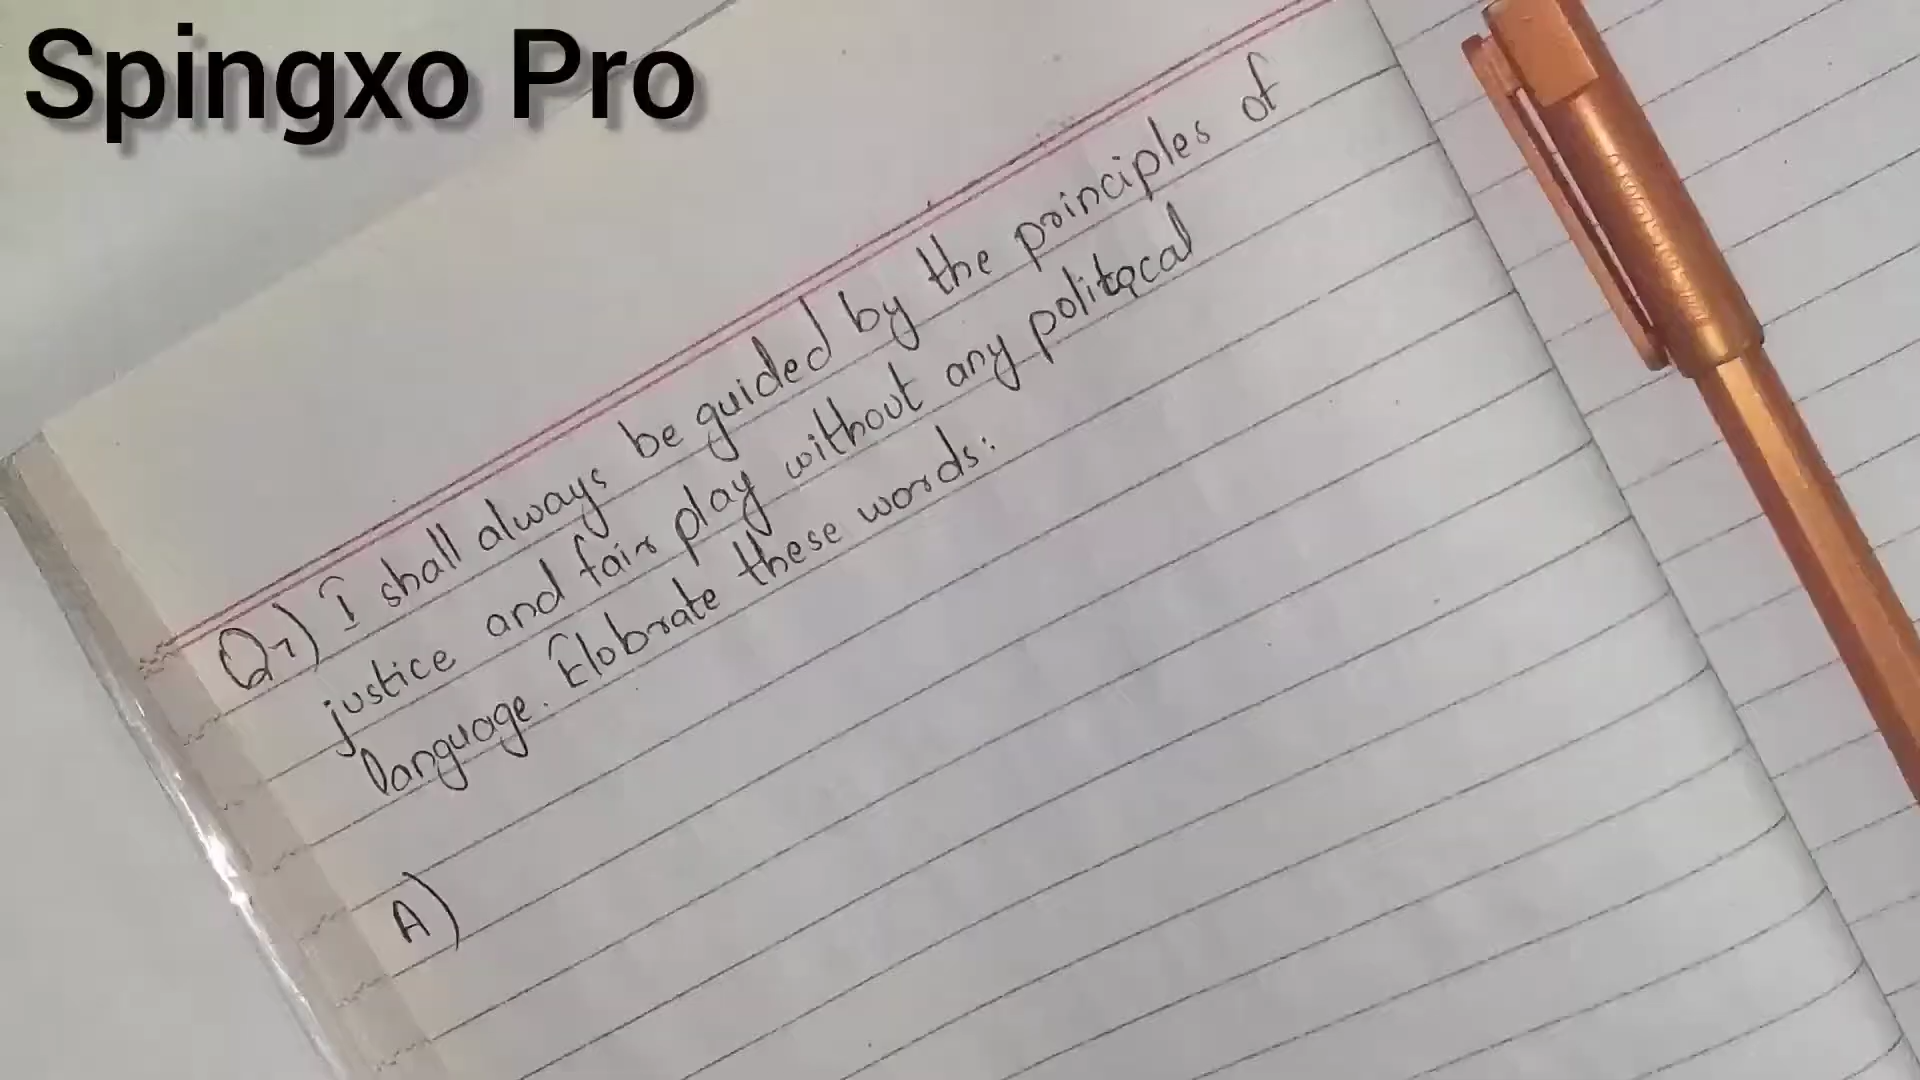 Spingxo Pro
Q1) I shall always be guided by the principles of
justice and fair play without any political
language. Elobrate these words:
A)